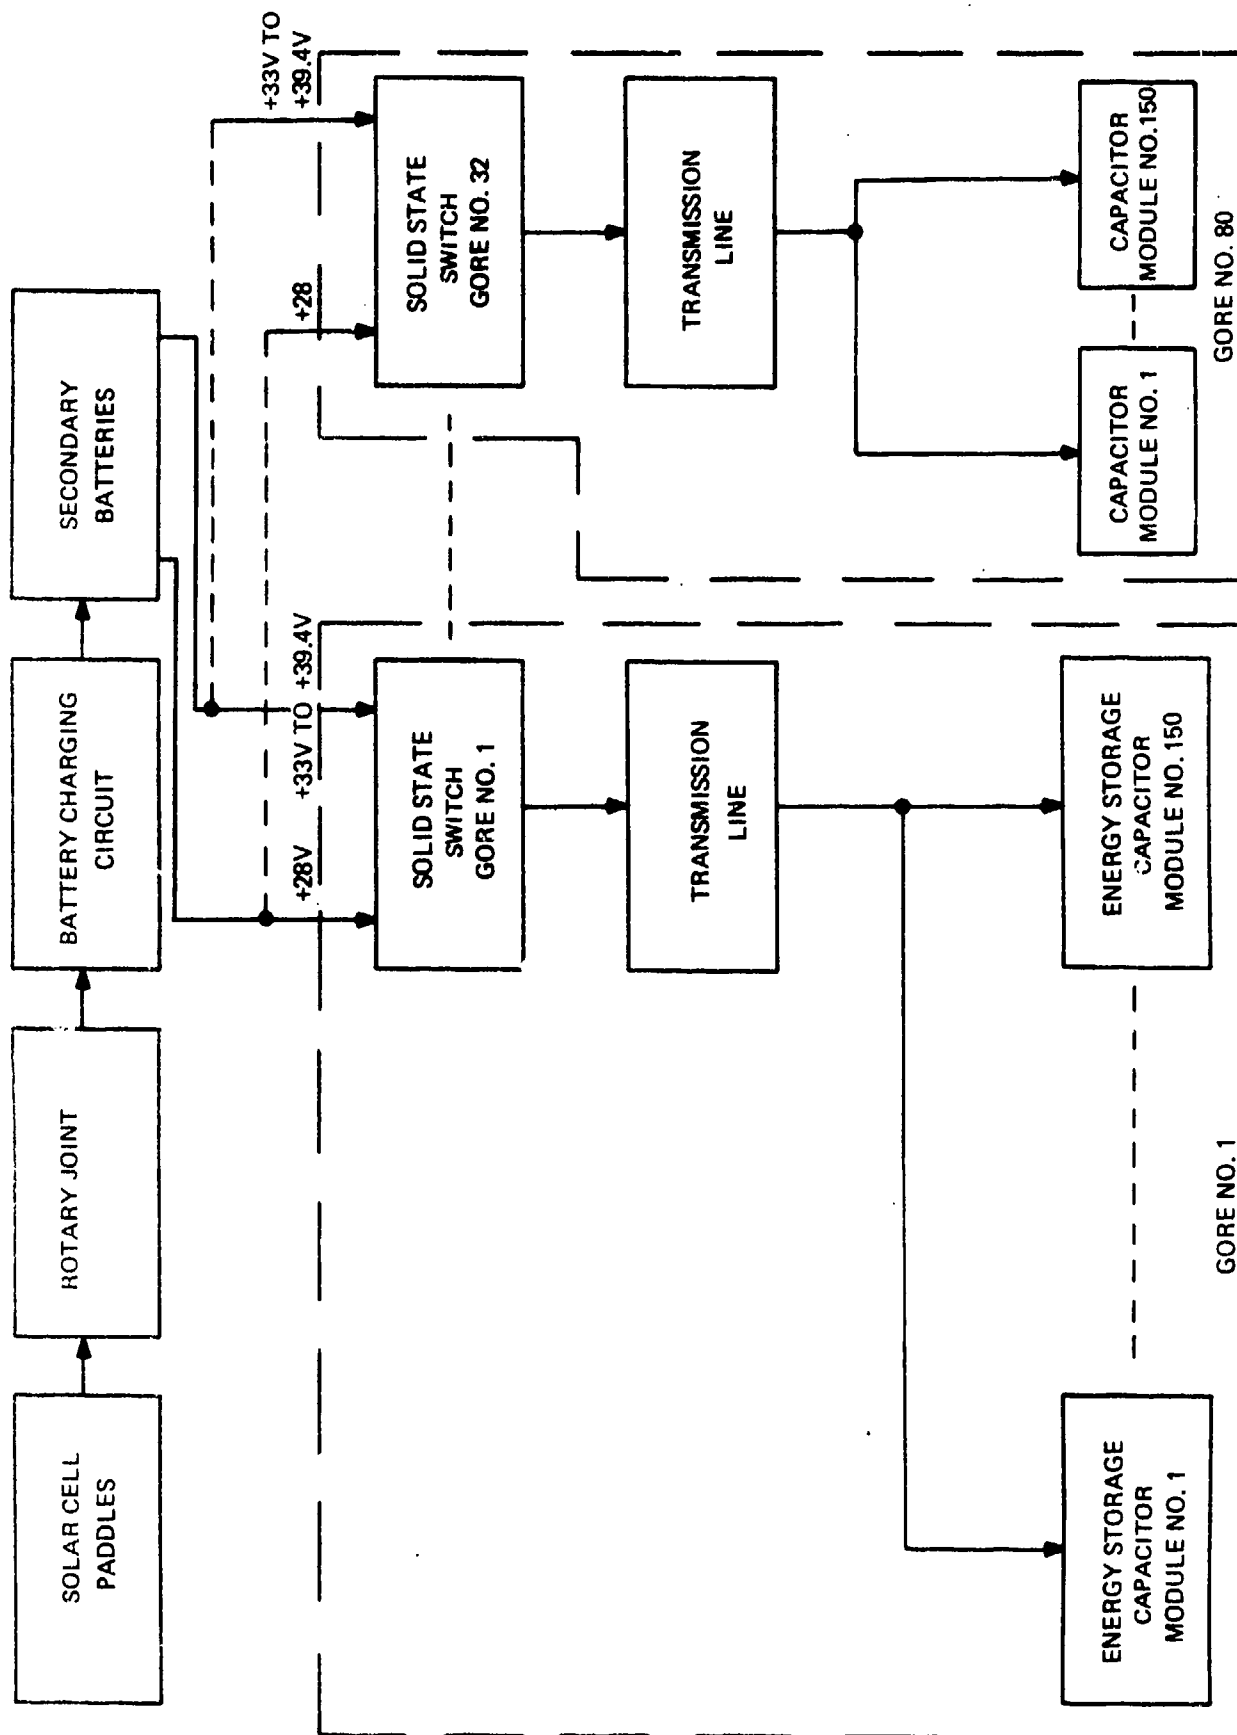 SOLAR CELL
PADDLES
ROTARY JOINT
BATTERY CHARGING
CIRCUIT
SECONDARY
BATTERIES
+28V
+33V TO +39.4V
+28
+33V TO
+39.4V
SOLID STATE
SWITCH
GORE NO. 1
SOLID STATE
SWITCH
GORE NO. 32
TRANSMISSION
LINE
TRANSMISSION
LINE
ENERGY STORAGE
CAPACITOR
MODULE NO. 1
ENERGY STORAGE
CAPACITOR
MODULE NO. 150
CAPACITOR
MODULE NO. 1
CAPACITOR
MODULE NO.150
GORE NO. 1
GORE NO. 80